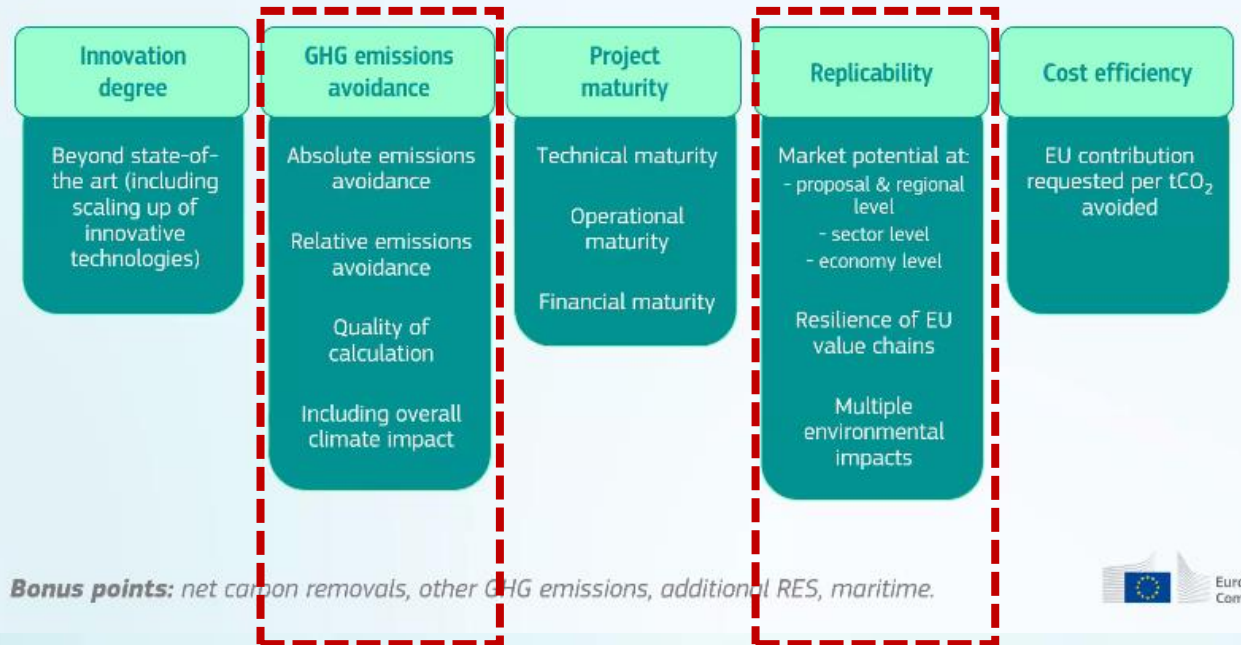 Innovation
degree
Beyond state-of-
the art (including
scaling up of
innovative
technologies)
GHG emissions
avoidance
Absolute emissions
avoidance
Relative emissions
avoidance
Quality of
calculation
Including overall
climate impact
Project
maturity
Technical maturity
Operational
maturity
Financial maturity
Replicability
Market potential at:
- proposal & regional
level
- sector level
- economy level
Resilience of EU
value chains
Multiple
environmental
impacts
Cost efficiency
EU contribution
requested per tCO₂
avoided
Bonus points: net carbon removals, other GHG emissions, additional RES, maritime.
Euro
Com